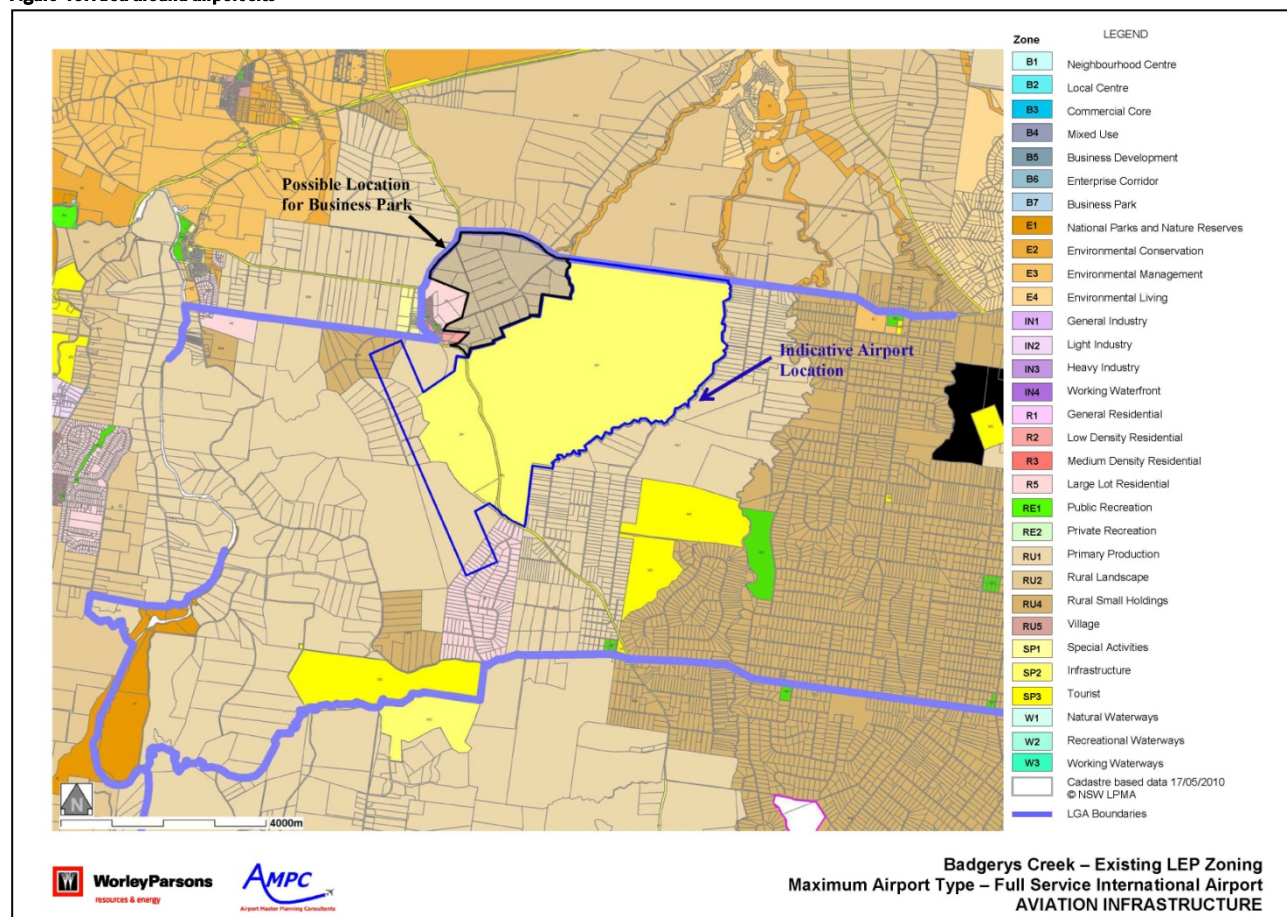 LEGEND
Zone
B1 Neighbourhood Centre
B2 Local Centre
B3 Commercial Core
B4 Mixed Use
B5 Business Development
B6 Enterprise Corridor
B7 Business Park
E1 National Parks and Nature Reserves
E2 Environmental Conservation
E3 Environmental Management
E4 Environmental Living
IN1 General Industry
IN2 Light Industry
IN3 Heavy Industry
IN4 Working Waterfront
R1 General Residential
R2 Low Density Residential
R3 Medium Density Residential
R5 Large Lot Residential
RE1 Public Recreation
RE2 Private Recreation
RU1 Primary Production
RU2 Rural Landscape
RU4 Rural Small Holdings
RU5 Village
SP1 Special Activities
SP2 Infrastructure
SP3 Tourist
W1 Natural Waterways
W2 Recreational Waterways
W3 Working Waterways
Cadastre based data 17/05/2010
© NSW LPMA
LGA Boundaries
Possible Location
for Business Park
Indicative Airport
Location
N
4000m
WorleyParsons
resources & energy
AMPC
Airport Master Planning Consultants
Badgerys Creek – Existing LEP Zoning
Maximum Airport Type – Full Service International Airport
AVIATION INFRASTRUCTURE